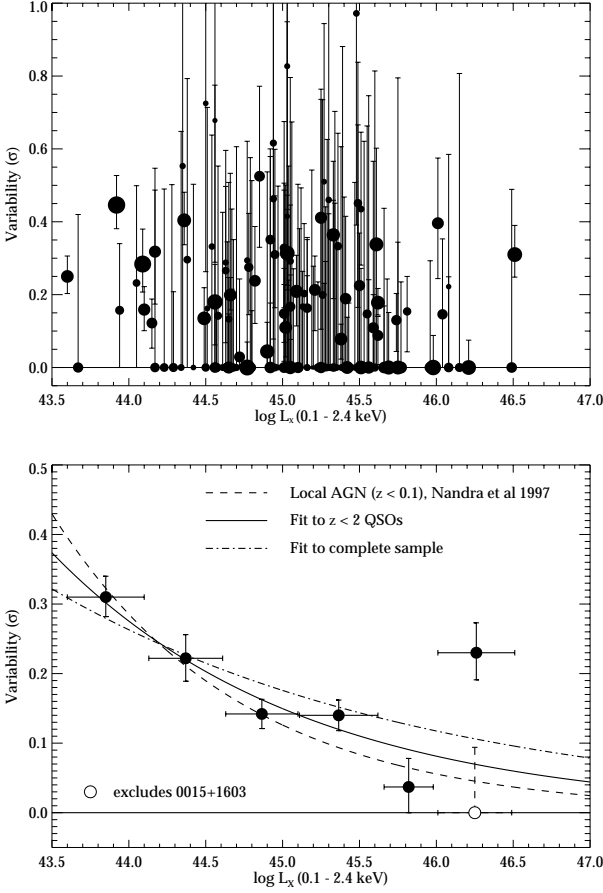 1.0
0.8
0.6
0.4
0.2
0.0
Variability (σ)
43.5 44.0 44.5 45.0 45.5 46.0 46.5 47.0
log Lx (0.1 - 2.4 keV)
0.5
0.4
0.3
0.2
0.1
0.0
Variability (σ)
Local AGN (z < 0.1), Nandra et al 1997
Fit to z < 2 QSOs
Fit to complete sample
excludes 0015+1603
43.5 44.0 44.5 45.0 45.5 46.0 46.5 47.0
log Lx (0.1 - 2.4 keV)